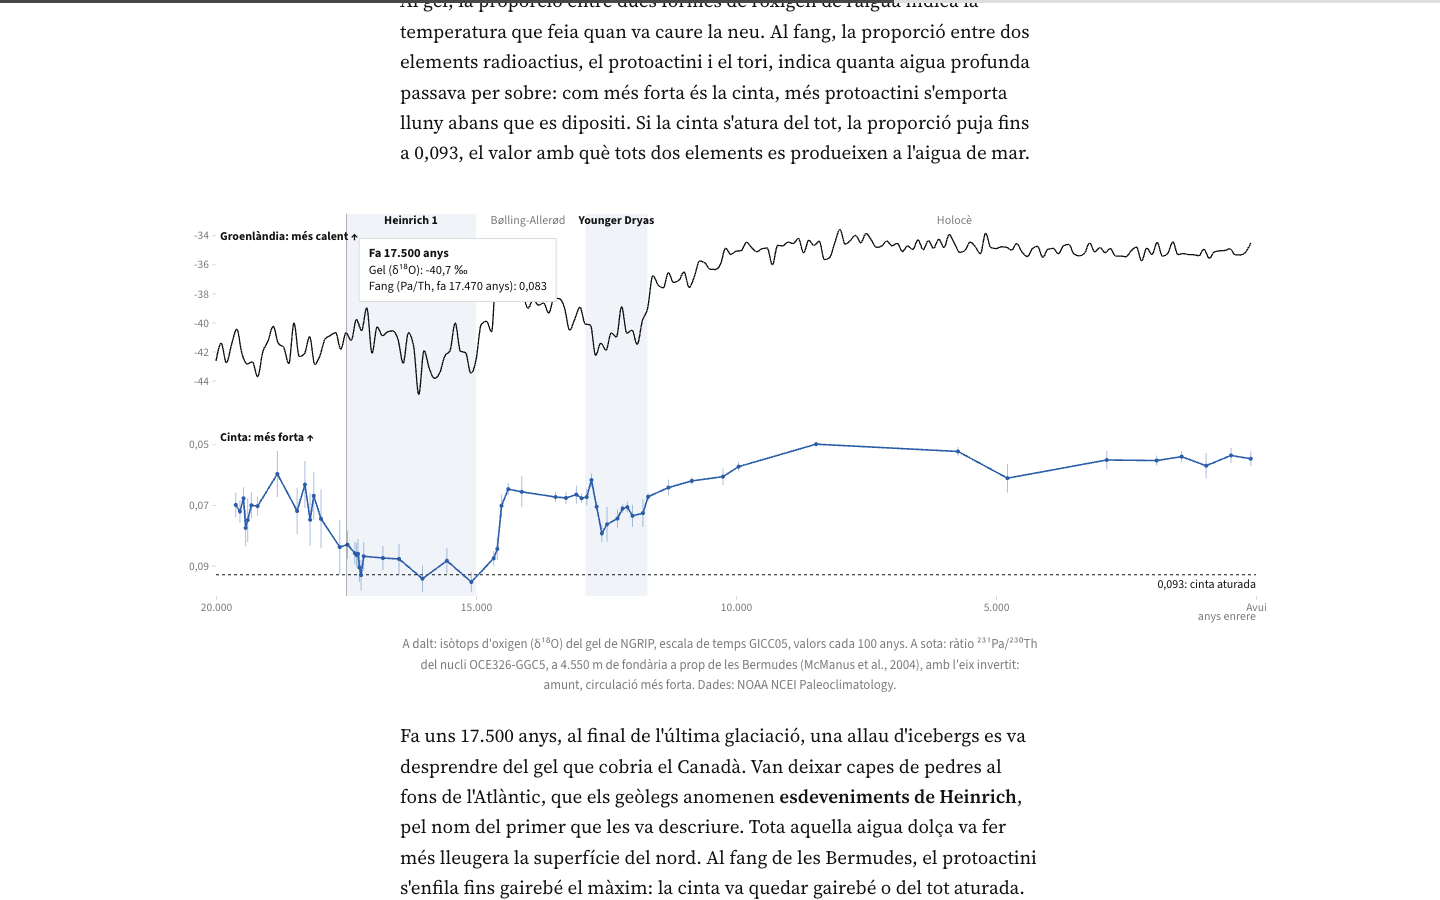 Al gel, la proporció entre dues formes de l'oxigen de l'aigua indica la
temperatura que feia quan va caure la neu. Al fang, la proporció entre dos
elements radioactius, el protoactini i el tori, indica quanta aigua profunda
passava per sobre: com més forta és la cinta, més protoactini s'emporta
lluny abans que es dipositi. Si la cinta s'atura del tot, la proporció puja fins
a 0,093, el valor amb què tots dos elements es produeixen a l'aigua de mar.
Heinrich 1
Bølling-Allerød
Younger Dryas
Holocè
Groenlàndia: més calent ↑
Fa 17.500 anys
Gel (δ¹⁸O): -40,7 ‰
Fang (Pa/Th, fa 17.470 anys): 0,083
-34
-36
-38
-40
-42
-44
Cinta: més forta ↑
0,05
0,07
0,09
0,093: cinta aturada
20.000
15.000
10.000
5.000
Avui
anys enrere
A dalt: isòtops d'oxigen (δ¹⁸O) del gel de NGRIP, escala de temps GICC05, valors cada 100 anys. A sota: ràtio ²³¹Pa/²³⁰Th
del nucli OCE326-GGC5, a 4.550 m de fondària a prop de les Bermudes (McManus et al., 2004), amb l'eix invertit:
amunt, circulació més forta. Dades: NOAA NCEI Paleoclimatology.
Fa uns 17.500 anys, al final de l'última glaciació, una allau d'icebergs es va
desprendre del gel que cobria el Canadà. Van deixar capes de pedres al
fons de l'Atlàntic, que els geòlegs anomenen esdeveniments de Heinrich,
pel nom del primer que les va descriure. Tota aquella aigua dolça va fer
més lleugera la superfície del nord. Al fang de les Bermudes, el protoactini
s'enfila fins gairebé el màxim: la cinta va quedar gairebé o del tot aturada.